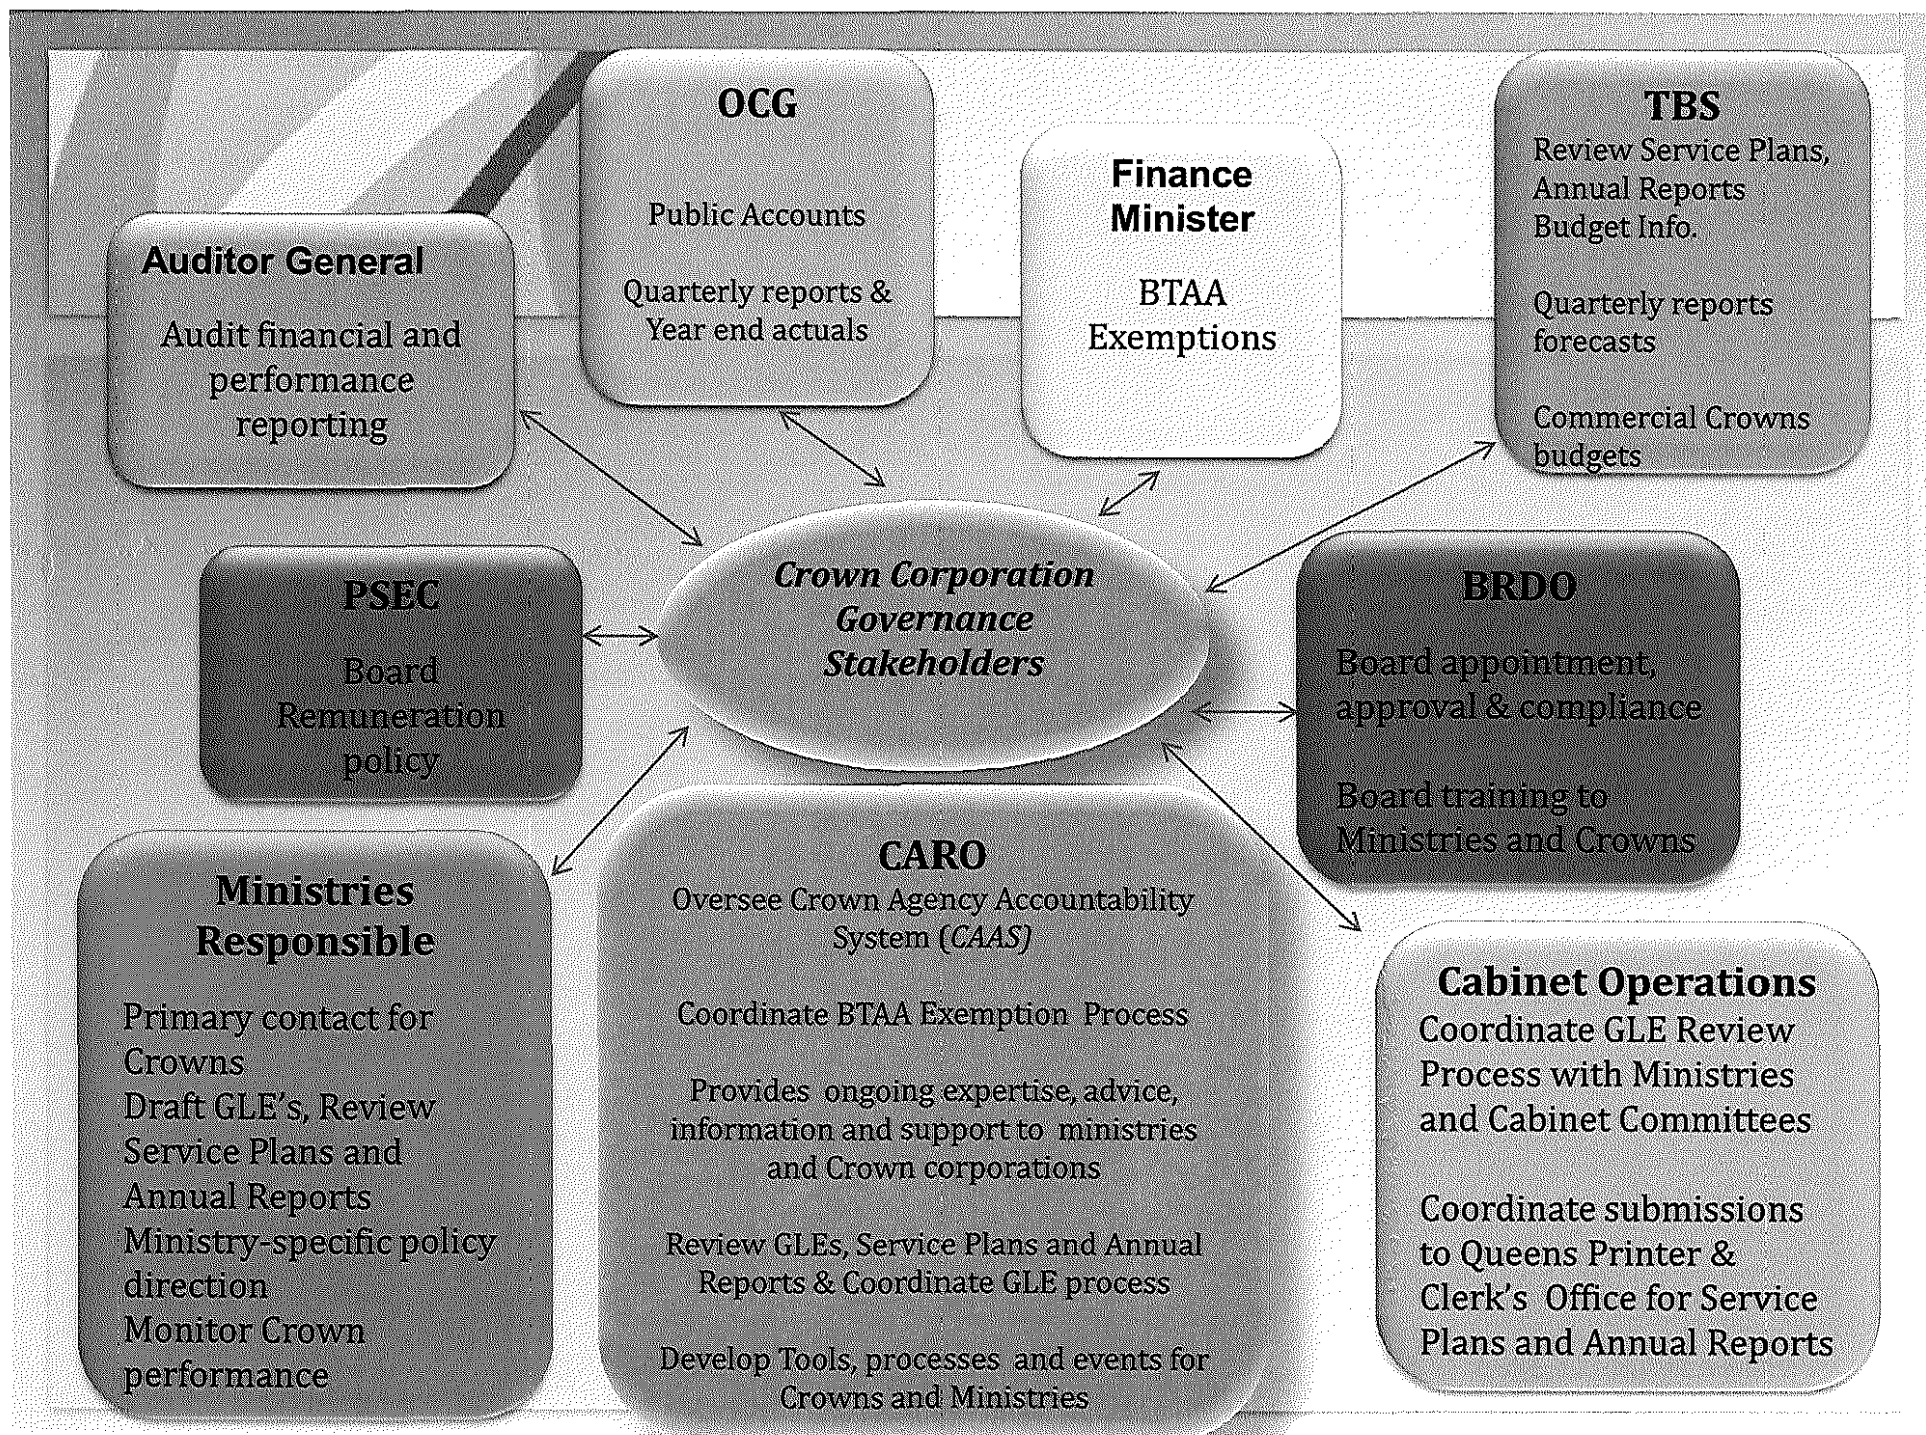 OCG
Public Accounts
Quarterly reports &
Year end actuals
TBS
Review Service Plans,
Annual Reports
Budget Info.
Quarterly reports
forecasts
Commercial Crowns
budgets
Finance
Minister
BTAA
Exemptions
Auditor General
Audit financial and
performance
reporting
Crown Corporation
Governance
Stakeholders
PSEC
Board
Remuneration
policy
BRDO
Board appointment,
approval & compliance
Board training to
Ministries and Crowns
Ministries
Responsible
Primary contact for
Crowns
Draft GLE's, Review
Service Plans and
Annual Reports
Ministry-specific policy
direction
Monitor Crown
performance
CARO
Oversee Crown Agency Accountability
System (CAAS)
Coordinate BTAA Exemption Process
Provides ongoing expertise, advice,
information and support to ministries
and Crown corporations
Review GLEs, Service Plans and Annual
Reports & Coordinate GLE process
Develop Tools, processes and events for
Crowns and Ministries
Cabinet Operations
Coordinate GLE Review
Process with Ministries
and Cabinet Committees
Coordinate submissions
to Queens Printer &
Clerk's Office for Service
Plans and Annual Reports